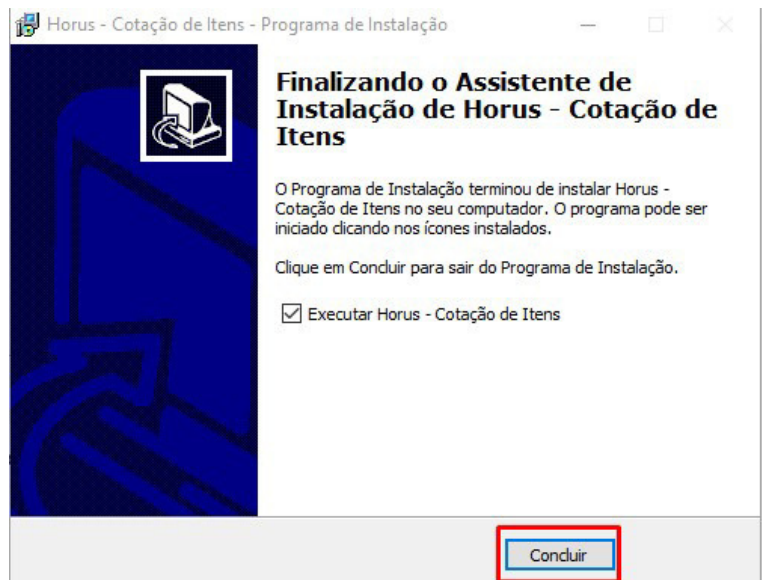 Horus - Cotação de Itens - Programa de Instalação
Finalizando o Assistente de
Instalação de Horus - Cotação de
Itens
O Programa de Instalação terminou de instalar Horus -
Cotação de Itens no seu computador. O programa pode ser
iniciado clicando nos ícones instalados.
Clique em Concluir para sair do Programa de Instalação.
Executar Horus - Cotação de Itens
Concluir